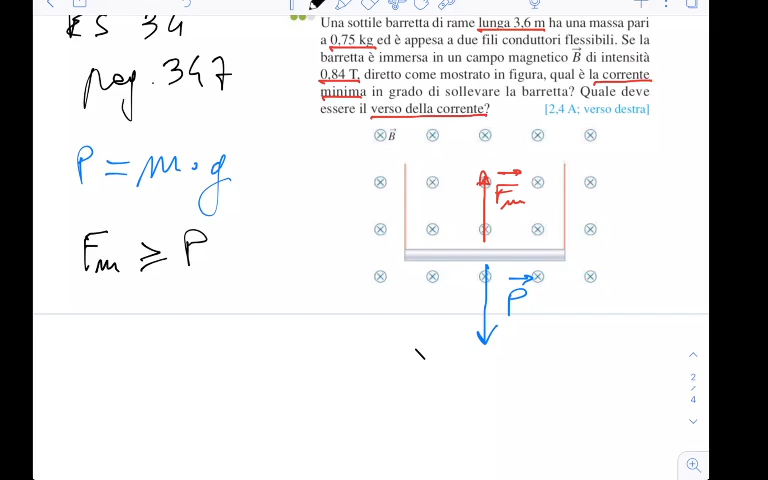 ES 34
pag. 347
P = m · g
Fm ≥ P
Una sottile barretta di rame lunga 3,6 m ha una massa pari
a 0,75 kg ed è appesa a due fili conduttori flessibili. Se la
barretta è immersa in un campo magnetico B⃗ di intensità
0,84 T, diretto come mostrato in figura, qual è la corrente
minima in grado di sollevare la barretta? Quale deve
essere il verso della corrente? [2,4 A; verso destra]
B⃗
F⃗m
P⃗
2
/
4